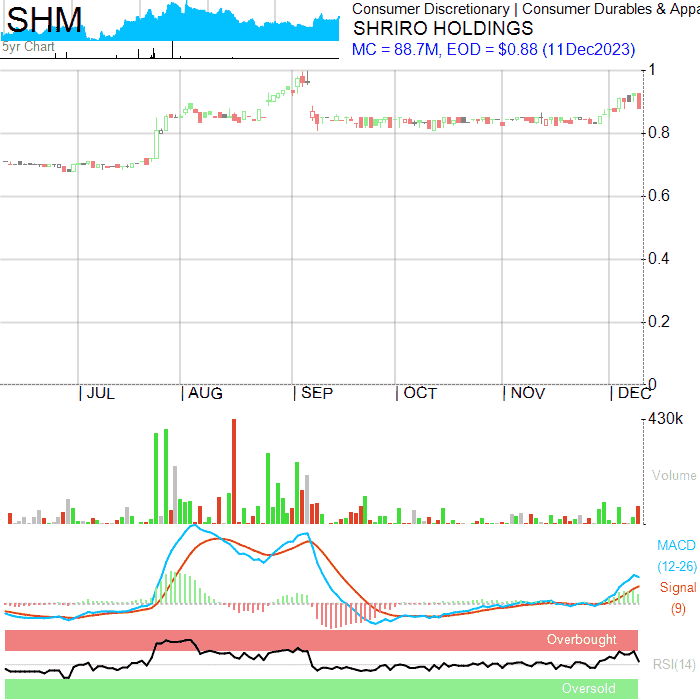 SHM
5yr Chart
Consumer Discretionary | Consumer Durables & Appa
SHRIRO HOLDINGS
MC = 88.7M, EOD = $0.88 (11Dec2023)
1
0.8
0.6
0.4
0.2
0
| JUL | AUG | SEP | OCT | NOV | DEC
430k
Volume
MACD
(12-26)
Signal
(9)
Overbought
RSI(14)
Oversold